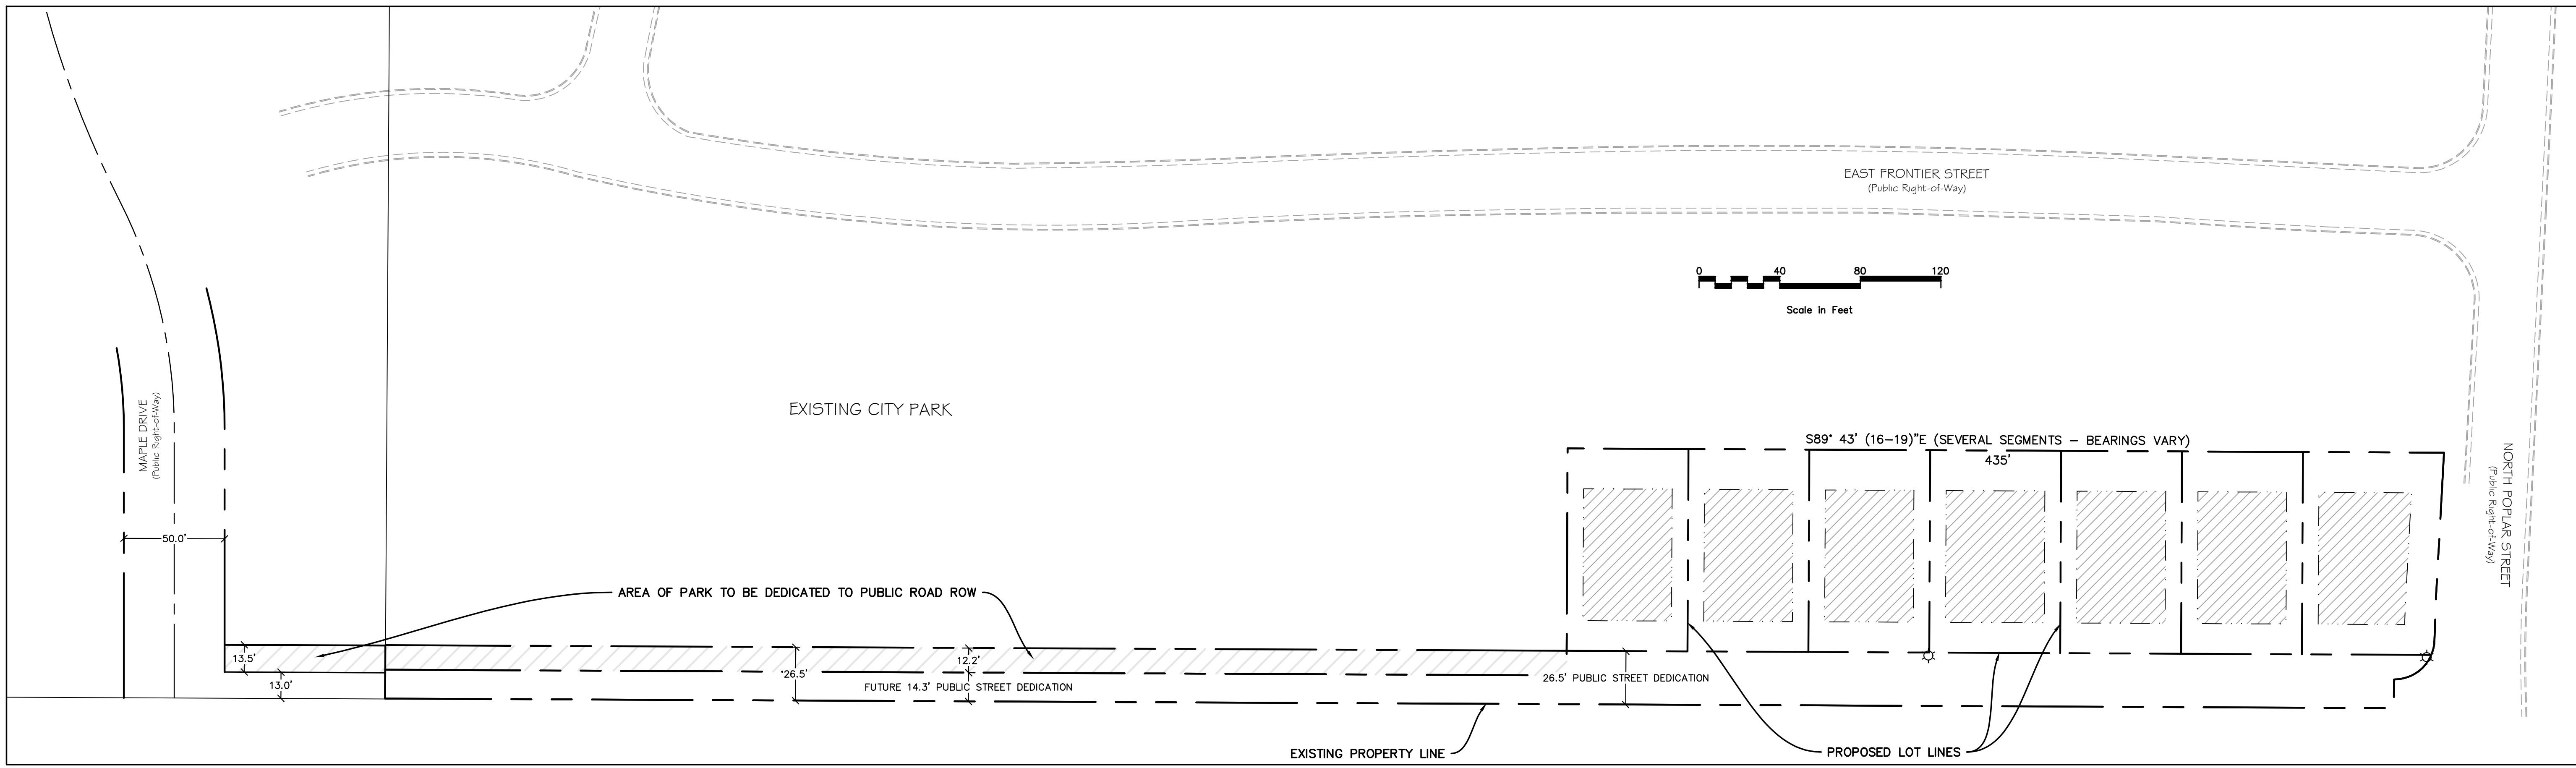 EAST FRONTIER STREET
(Public Right-of-Way)
0 40 80 120
Scale in Feet
EXISTING CITY PARK
MAPLE DRIVE
(Public Right-of-Way)
S89° 43' (16-19)"E (SEVERAL SEGMENTS - BEARINGS VARY)
435'
NORTH POPLAR STREET
(Public Right-of-Way)
50.0'
AREA OF PARK TO BE DEDICATED TO PUBLIC ROAD ROW
13.5'
13.0'
26.5'
12.2'
FUTURE 14.3' PUBLIC STREET DEDICATION
26.5' PUBLIC STREET DEDICATION
EXISTING PROPERTY LINE
PROPOSED LOT LINES